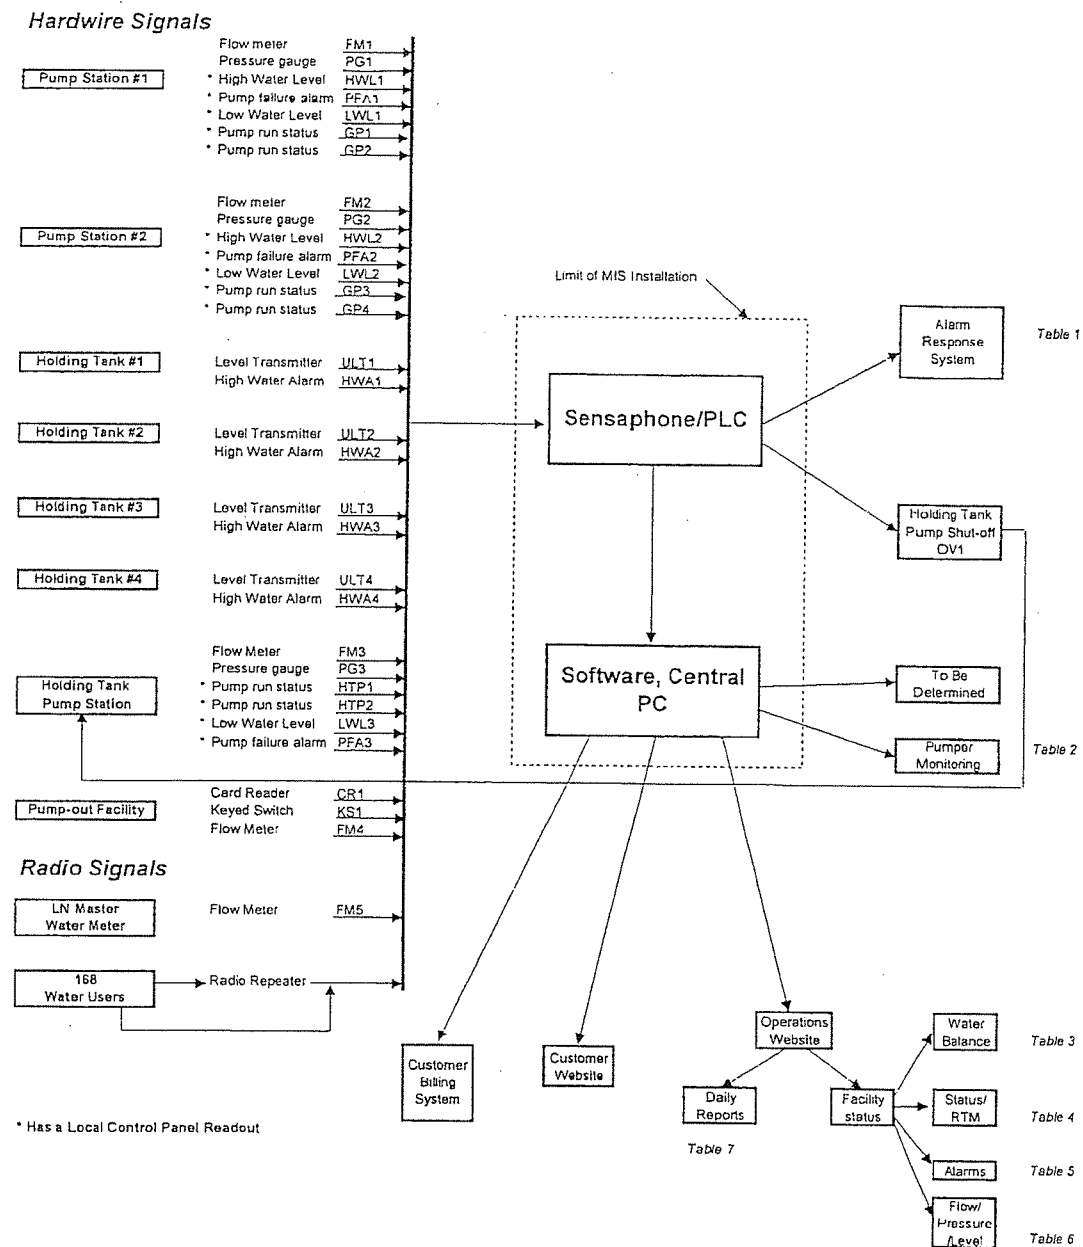 Hardwire Signals
Pump Station #1
Flow meter FM1
Pressure gauge PG1
* High Water Level HWL1
* Pump failure alarm PFA1
* Low Water Level LWL1
* Pump run status GP1
* Pump run status GP2
Pump Station #2
Flow meter FM2
Pressure gauge PG2
* High Water Level HWL2
* Pump failure alarm PFA2
* Low Water Level LWL2
* Pump run status GP3
* Pump run status GP4
Holding Tank #1
Level Transmitter ULT1
High Water Alarm HWA1
Holding Tank #2
Level Transmitter ULT2
High Water Alarm HWA2
Holding Tank #3
Level Transmitter ULT3
High Water Alarm HWA3
Holding Tank #4
Level Transmitter ULT4
High Water Alarm HWA4
Holding Tank
Pump Station
Flow Meter FM3
Pressure gauge PG3
* Pump run status HTP1
* Pump run status HTP2
* Low Water Level LWL3
* Pump failure alarm PFA3
Pump-out Facility
Card Reader CR1
Keyed Switch KS1
Flow Meter FM4
Radio Signals
LN Master
Water Meter
Flow Meter FM5
168
Water Users
Radio Repeater
* Has a Local Control Panel Readout
Limit of MIS Installation
Sensaphone/PLC
Software, Central
PC
Alarm
Response
System
Table 1
Holding Tank
Pump Shut-off
OV1
To Be
Determined
Pumper
Monitoring
Table 2
Customer
Billing
System
Customer
Website
Operations
Website
Daily
Reports
Table 7
Facility
status
Water
Balance
Table 3
Status/
RTM
Table 4
Alarms
Table 5
Flow/
Pressure
/Level
Table 6